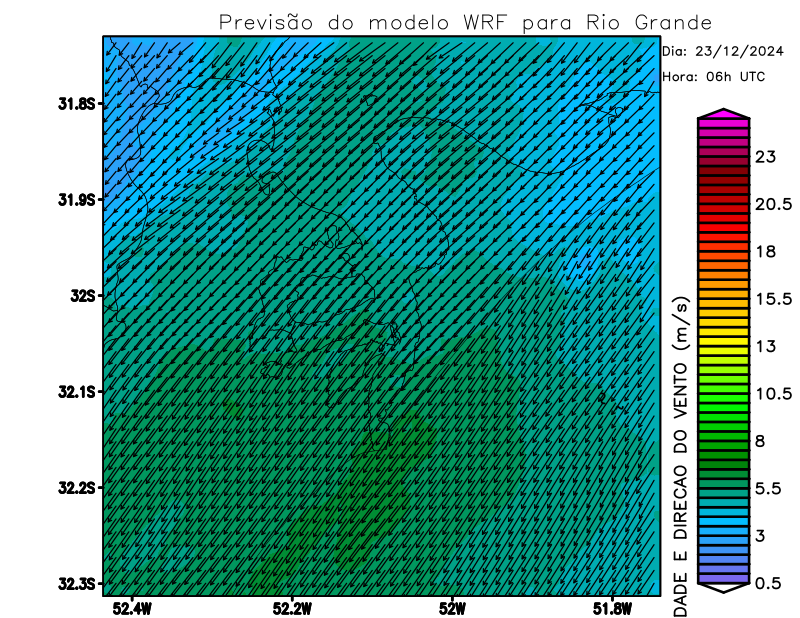 Previsão do modelo WRF para Rio Grande
Dia: 23/12/2024
Hora: 06h UTC
31.8S
31.9S
32S
32.1S
32.2S
32.3S
52.4W
52.2W
52W
51.8W
23
20.5
18
15.5
13
10.5
8
5.5
3
0.5
DADE E DIRECAO DO VENTO (m/s)